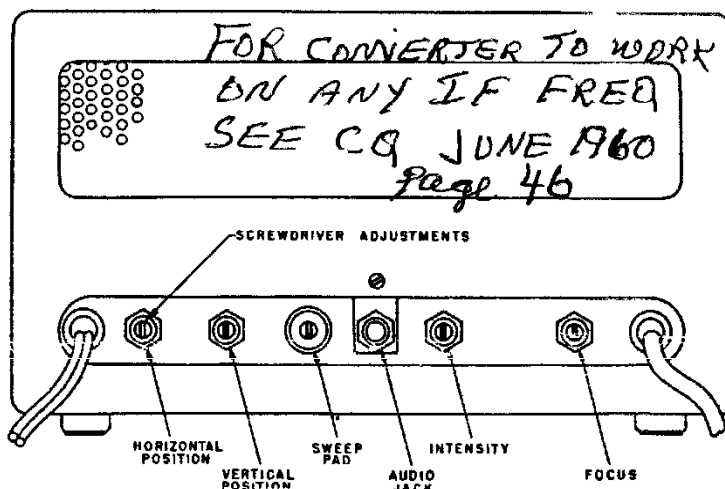 FOR CONVERTER TO WORK
ON ANY IF FREQ
SEE CQ JUNE 1960
Page 46
SCREWDRIVER ADJUSTMENTS
HORIZONTAL
POSITION
VERTICAL
POSITION
SWEEP
PAD
AUDIO
JACK
INTENSITY
FOCUS